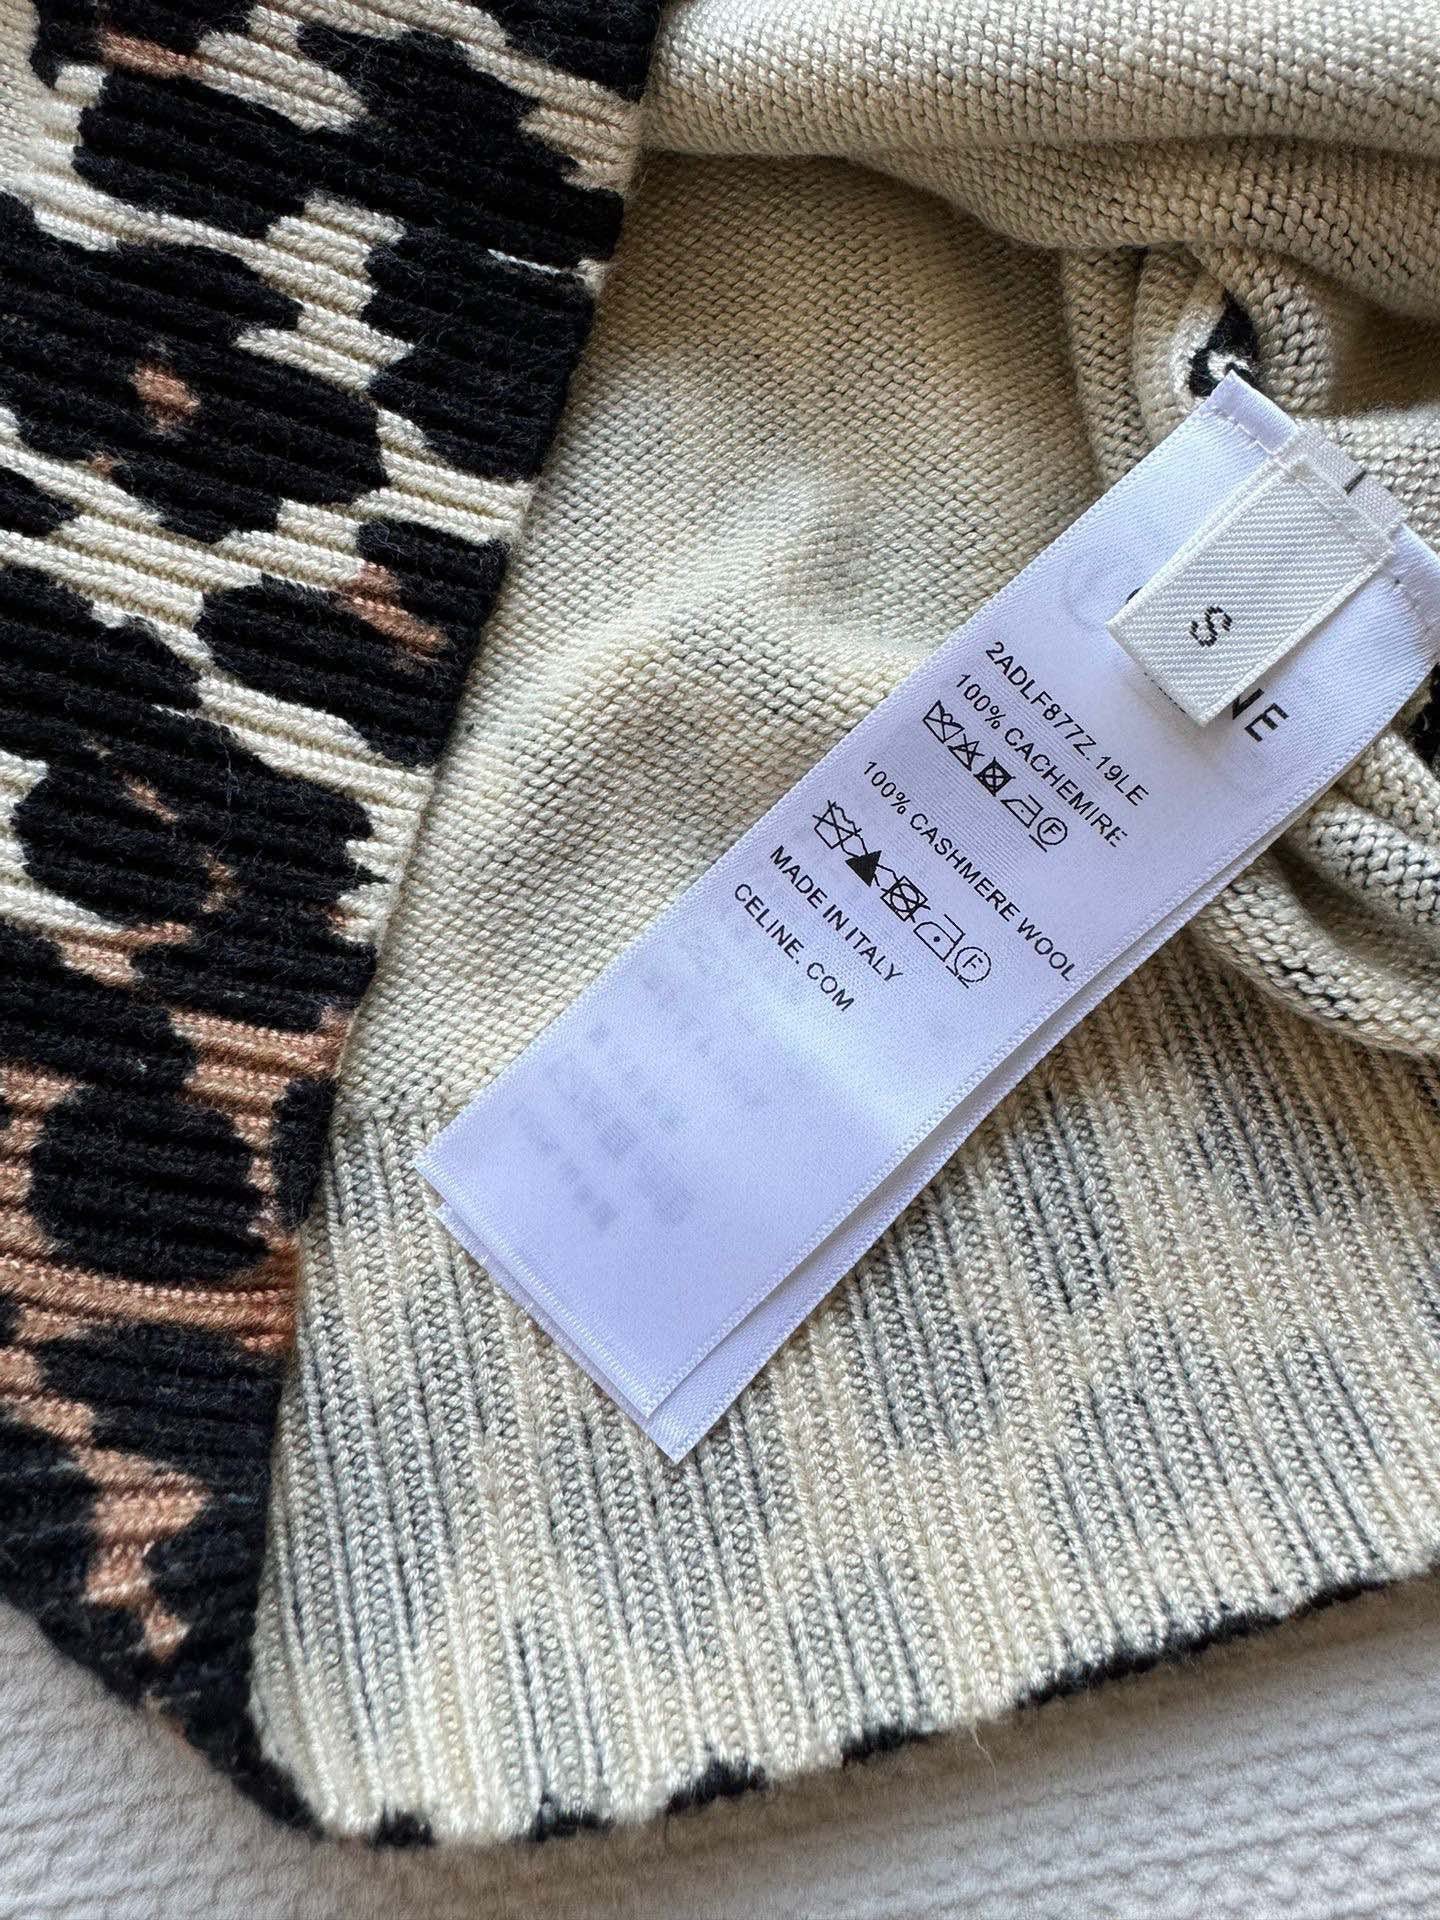 S
NE
2ADLF877Z.19LE
100% CACHEMIRE
F
100% CASHMERE WOOL
F
MADE IN ITALY
CELINE. COM